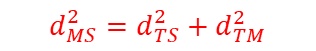 d²_MS = d²_TS + d²_TM